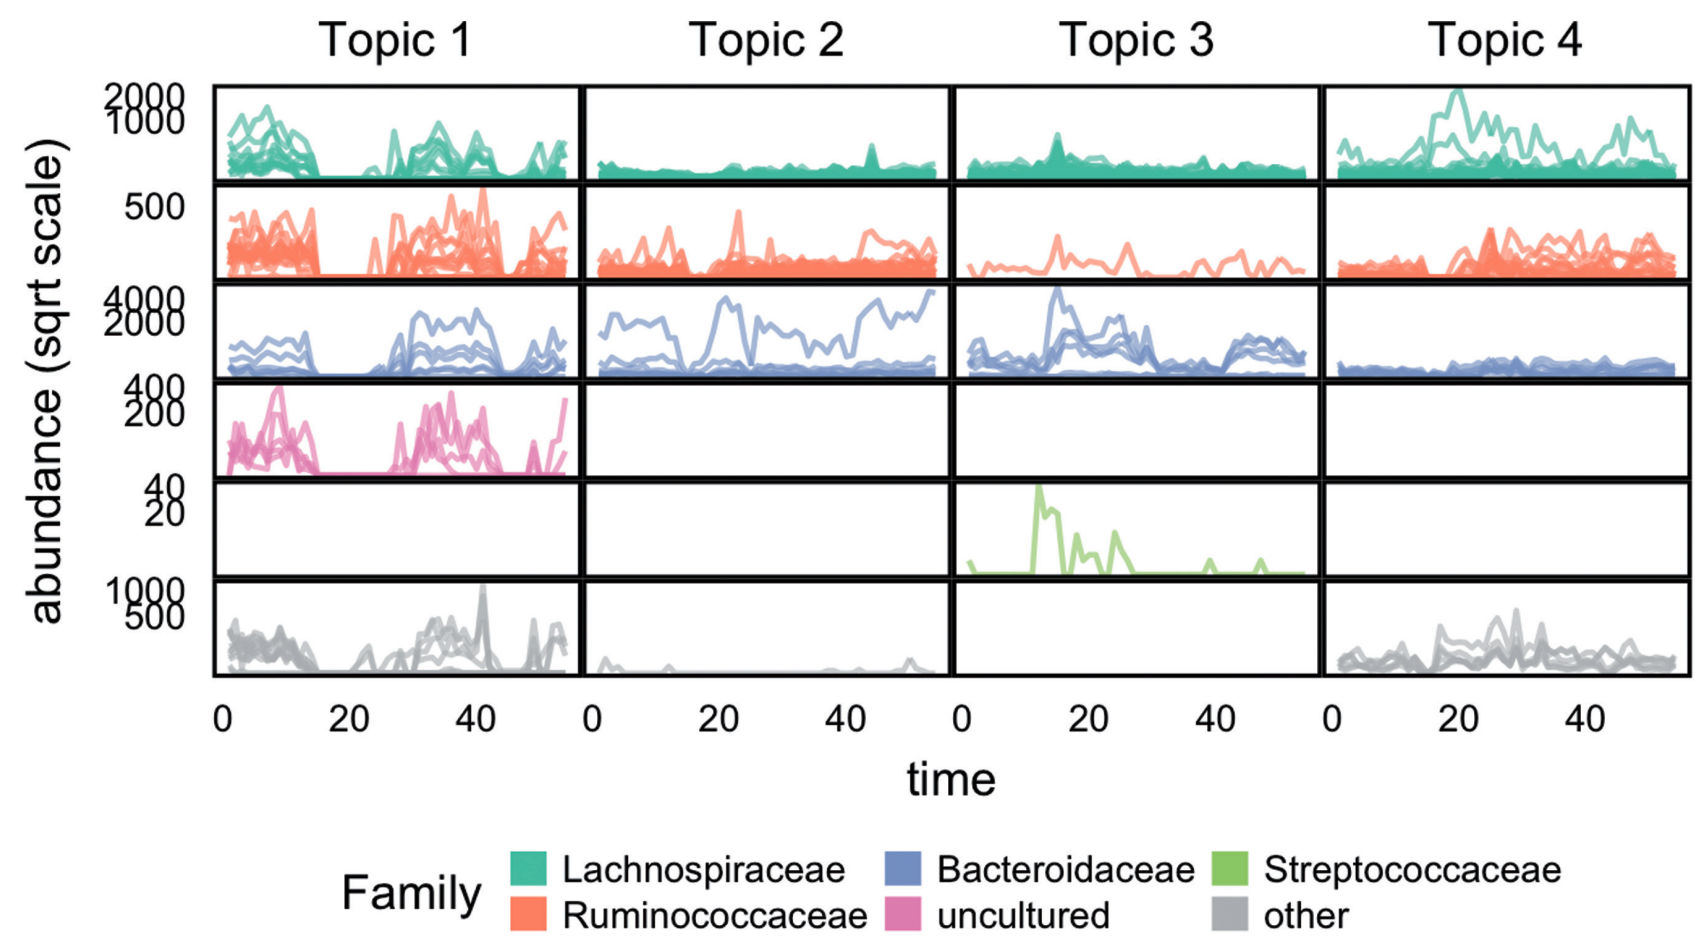 Topic 1 Topic 2 Topic 3 Topic 4
abundance (sqrt scale)
2000
1000
500
4000
2000
400
200
40
20
1000
500
0 20 40 0 20 40 0 20 40 0 20 40
time
Family
Lachnospiraceae Bacteroidaceae Streptococcaceae
Ruminococcaceae uncultured other